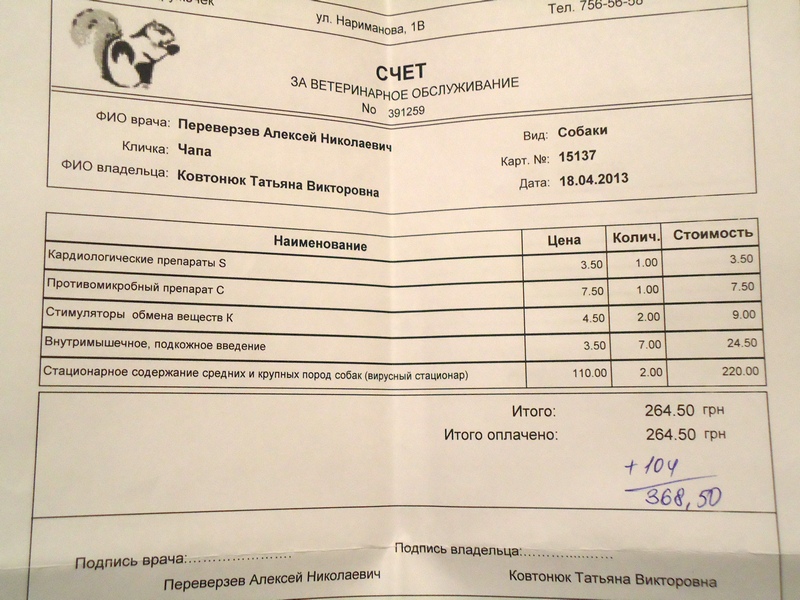 ул. Нариманова, 1В
Тел. 756-56-58
СЧЕТ
ЗА ВЕТЕРИНАРНОЕ ОБСЛУЖИВАНИЕ
No 391259
ФИО врача: Переверзев Алексей Николаевич
Кличка: Чапа
ФИО владельца: Ковтонюк Татьяна Викторовна
Вид: Собаки
Карт. №: 15137
Дата: 18.04.2013
Наименование Цена Колич. Стоимость
Кардиологические препараты S 3.50 1.00 3.50
Противомикробный препарат С 7.50 1.00 7.50
Стимуляторы обмена веществ К 4.50 2.00 9.00
Внутримышечное, подкожное введение 3.50 7.00 24.50
Стационарное содержание средних и крупных пород собак (вирусный стационар) 110.00 2.00 220.00
Итого: 264.50 грн
Итого оплачено: 264.50 грн
+ 104
368,50
Подпись врача:........................
Переверзев Алексей Николаевич
Подпись владельца:.....................
Ковтонюк Татьяна Викторовна